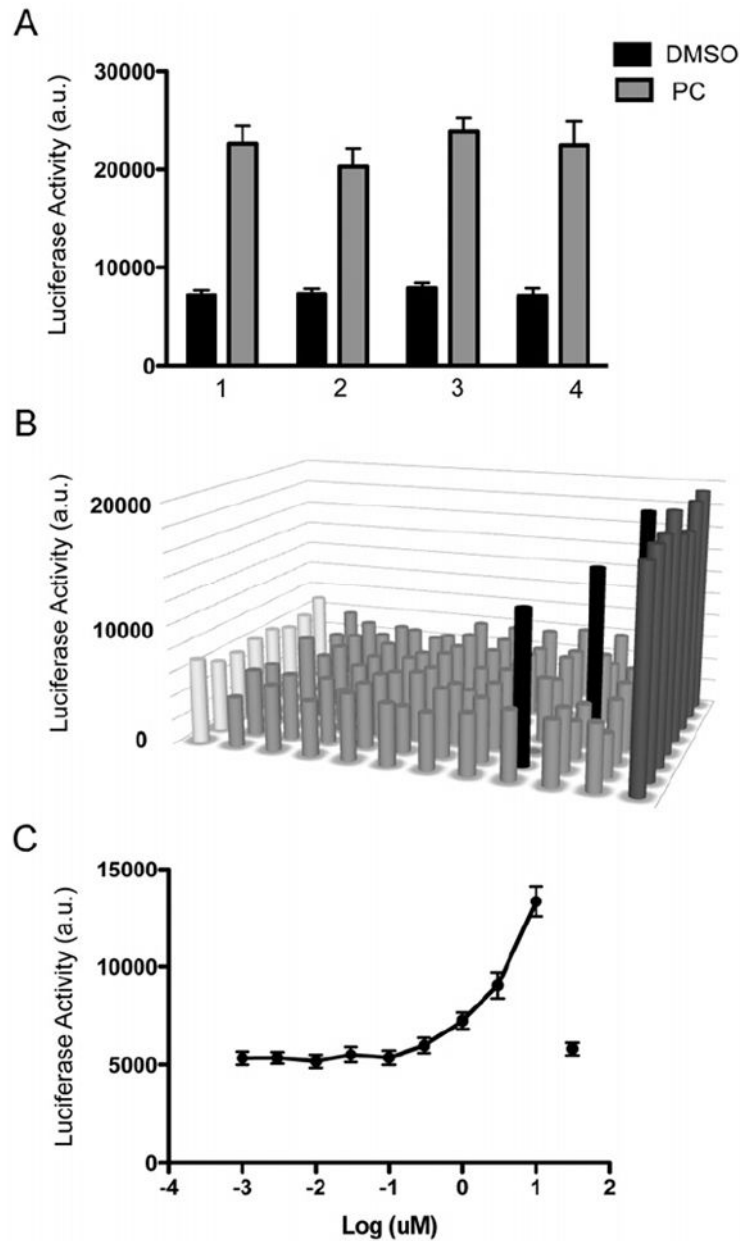 A
DMSO
PC
Luciferase Activity (a.u.)
30000
20000
10000
0
1 2 3 4
B
Luciferase Activity (a.u.)
20000
10000
0
C
Luciferase Activity (a.u.)
15000
10000
5000
0
-4 -3 -2 -1 0 1 2
Log (uM)